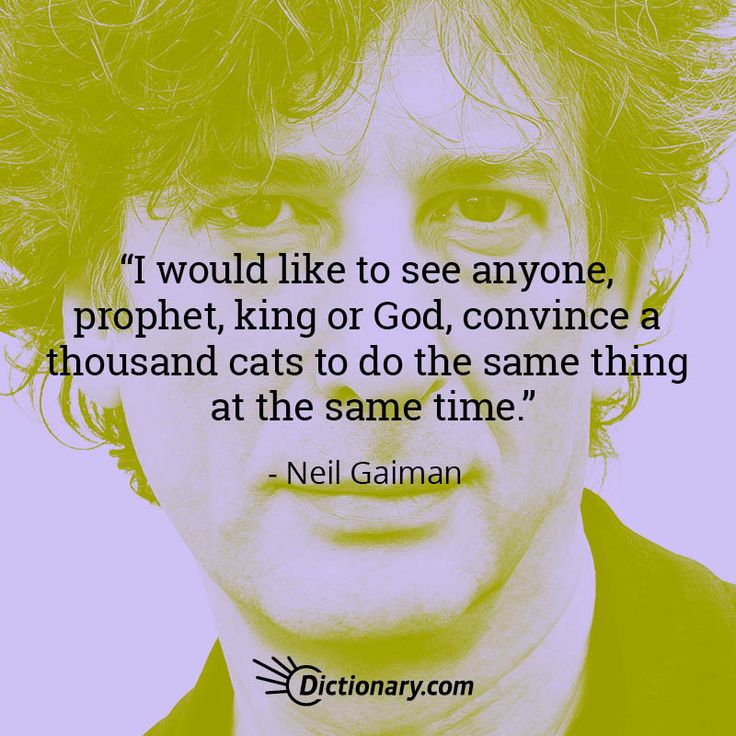 “I would like to see anyone,
prophet, king or God, convince a
thousand cats to do the same thing
at the same time.”
- Neil Gaiman
Dictionary.com